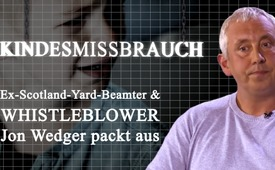 KINDESMISSBRAUCH
Ex-Scotland-Yard-Beamter &
WHISTLEBLOWER
Jon Wedger packt aus